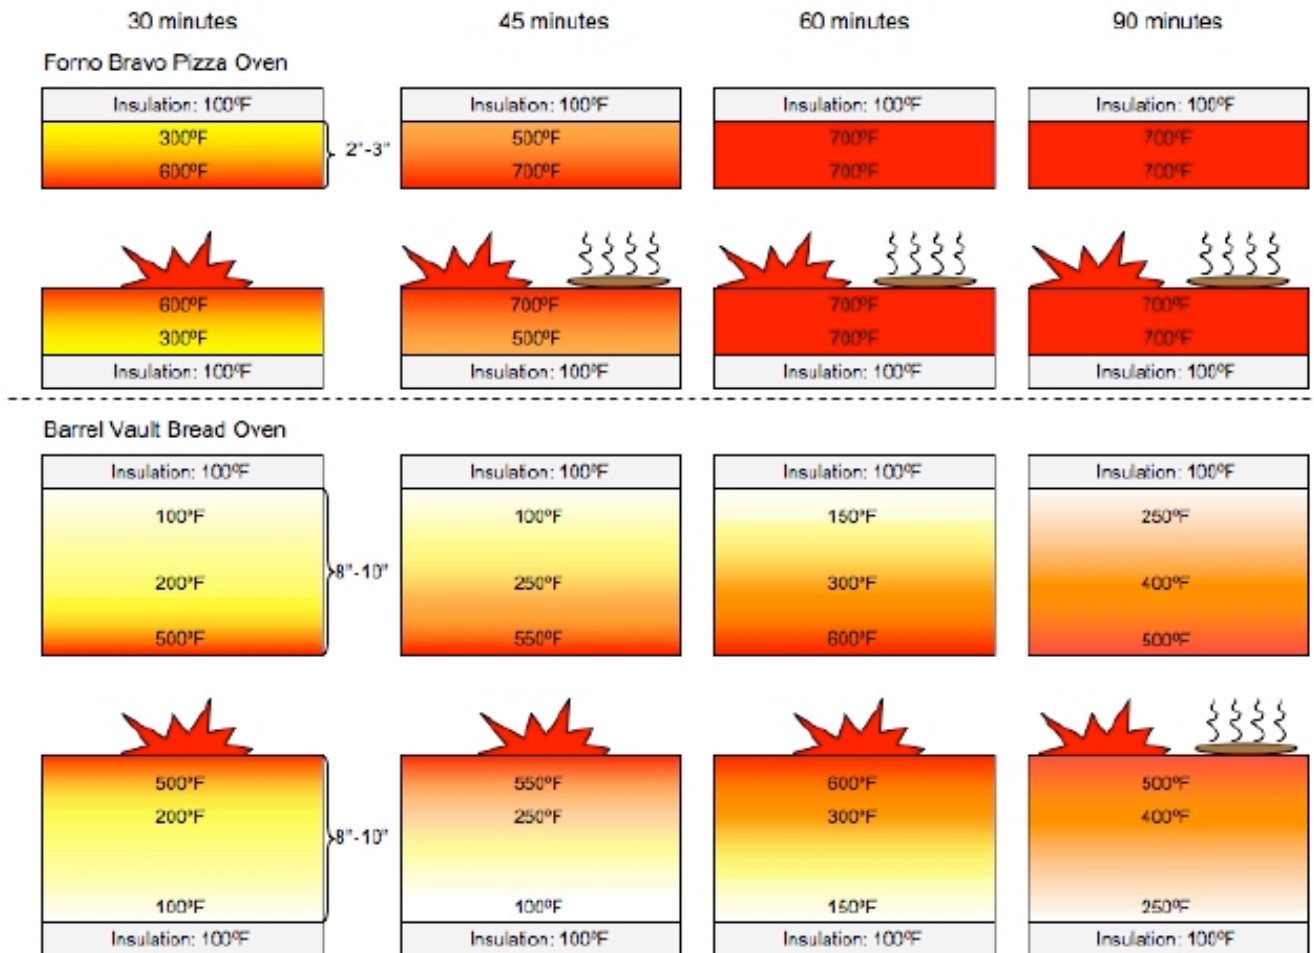 30 minutes 45 minutes 60 minutes 90 minutes
Forno Bravo Pizza Oven
Insulation: 100ºF Insulation: 100ºF Insulation: 100ºF Insulation: 100ºF
300ºF 500ºF 700ºF 700ºF
2"-3"
600ºF 700ºF 700ºF 700ºF
600ºF 700ºF 700ºF 700ºF
300ºF 500ºF 700ºF 700ºF
Insulation: 100ºF Insulation: 100ºF Insulation: 100ºF Insulation: 100ºF
Barrel Vault Bread Oven
Insulation: 100ºF Insulation: 100ºF Insulation: 100ºF Insulation: 100ºF
100ºF 100ºF 150ºF 250ºF
8"-10"
200ºF 250ºF 300ºF 400ºF
500ºF 550ºF 600ºF 500ºF
500ºF 550ºF 600ºF 500ºF
200ºF 250ºF 300ºF 400ºF
8"-10"
100ºF 100ºF 150ºF 250ºF
Insulation: 100ºF Insulation: 100ºF Insulation: 100ºF Insulation: 100ºF